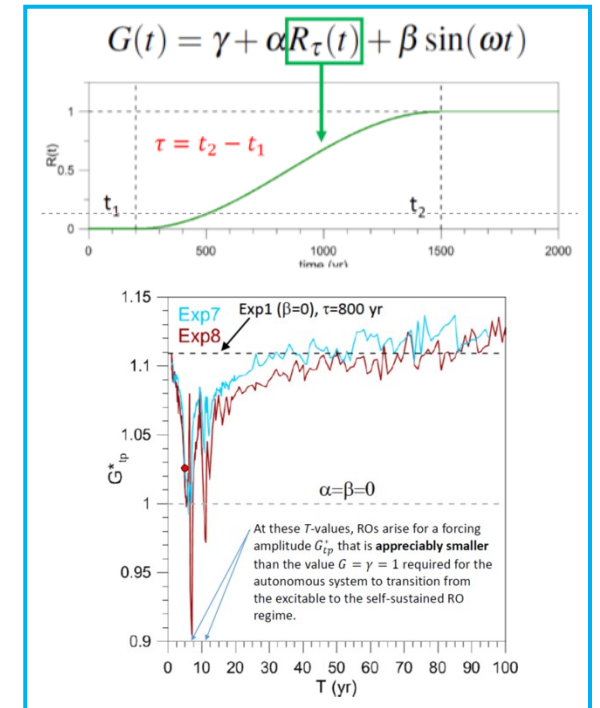 G(t) = γ + αR_τ(t) + β sin(ωt)
1
0.5
0
R(t)
τ = t₂ − t₁
t₁
t₂
0 500 1000 1500 2000
time (yr)
1.15
1.1
1.05
1
0.95
0.9
G*tp
Exp7
Exp8
Exp1 (β=0), τ=800 yr
α=β=0
At these T-values, ROs arise for a forcing
amplitude G*tp that is appreciably smaller
than the value G = γ = 1 required for the
autonomous system to transition from
the excitable to the self-sustained RO
regime.
0 10 20 30 40 50 60 70 80 90 100
T (yr)